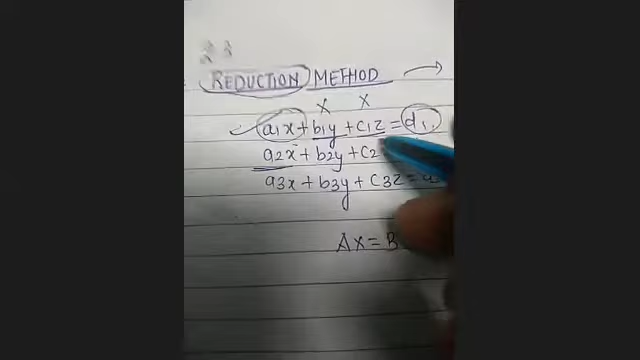 REDUCTION METHOD →
x x
✓ a1x + b1y + c1z = d1,
a2x + b2y + c2
a3x + b3y + c3z =
AX = B